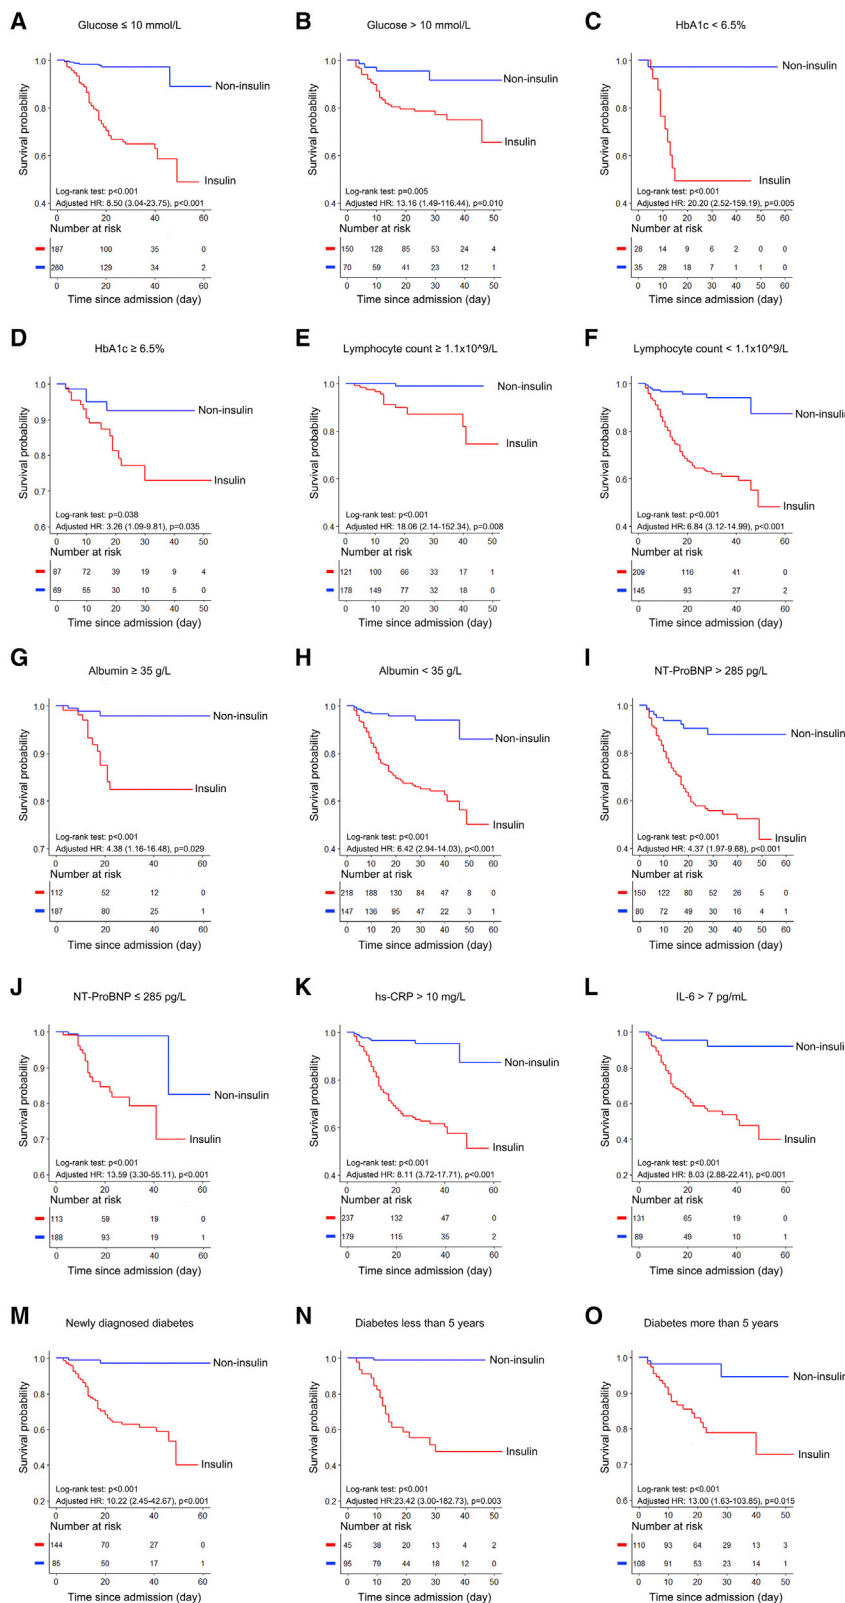 A
Glucose ≤ 10 mmol/L
Survival probability
1.0
0.8
0.6
0.4
Non-insulin
Insulin
Log-rank test: p<0.001
Adjusted HR: 8.50 (3.04-23.75), p<0.001
0 20 40 60
Number at risk
187 100 35 0
260 129 34 2
0 20 40 60
Time since admission (day)
B
Glucose > 10 mmol/L
Survival probability
1.0
0.8
0.6
0.4
Non-insulin
Insulin
Log-rank test: p=0.005
Adjusted HR: 13.16 (1.49-116.44), p=0.010
0 10 20 30 40 50
Number at risk
150 128 85 53 24 4
70 59 41 23 12 1
0 10 20 30 40 50
Time since admission (day)
C
HbA1c < 6.5%
Survival probability
1.0
0.8
0.6
0.4
Non-insulin
Insulin
Log-rank test: p<0.001
Adjusted HR: 20.20 (2.52-159.19), p=0.005
0 10 20 30 40 50 60
Number at risk
28 14 9 6 2 0 0
35 28 18 7 1 1 0
0 10 20 30 40 50 60
Time since admission (day)
D
HbA1c ≥ 6.5%
Survival probability
1.0
0.9
0.8
0.7
0.6
Non-insulin
Insulin
Log-rank test: p=0.038
Adjusted HR: 3.26 (1.09-9.81), p=0.035
0 10 20 30 40 50
Number at risk
87 72 39 19 9 4
69 55 30 10 5 0
0 10 20 30 40 50
Time since admission (day)
E
Lymphocyte count ≥ 1.1x10^9/L
Survival probability
1.0
0.8
0.6
0.4
Non-insulin
Insulin
Log-rank test: p<0.001
Adjusted HR: 18.06 (2.14-152.34), p=0.008
0 10 20 30 40 50
Number at risk
121 100 66 33 17 1
178 149 77 32 18 0
0 10 20 30 40 50
Time since admission (day)
F
Lymphocyte count < 1.1x10^9/L
Survival probability
1.0
0.8
0.6
0.4
Non-insulin
Insulin
Log-rank test: p<0.001
Adjusted HR: 6.84 (3.12-14.99), p<0.001
0 20 40 60
Number at risk
209 116 41 0
145 93 27 2
0 20 40 60
Time since admission (day)
G
Albumin ≥ 35 g/L
Survival probability
1.0
0.9
0.8
0.7
Non-insulin
Insulin
Log-rank test: p<0.001
Adjusted HR: 4.38 (1.16-16.48), p=0.029
0 20 40 60
Number at risk
112 52 12 0
187 80 25 1
0 20 40 60
Time since admission (day)
H
Albumin < 35 g/L
Survival probability
1.0
0.8
0.6
0.4
Non-insulin
Insulin
Log-rank test: p<0.001
Adjusted HR: 6.42 (2.94-14.03), p<0.001
0 10 20 30 40 50 60
Number at risk
218 188 130 84 47 8 0
147 136 95 47 22 3 1
0 10 20 30 40 50 60
Time since admission (day)
I
NT-ProBNP > 285 pg/L
Survival probability
1.0
0.8
0.6
0.4
Non-insulin
Insulin
Log-rank test: p<0.001
Adjusted HR: 4.37 (1.97-9.68), p<0.001
0 10 20 30 40 50 60
Number at risk
150 122 80 52 26 5 0
80 72 49 30 16 4 1
0 10 20 30 40 50 60
Time since admission (day)
J
NT-ProBNP ≤ 285 pg/L
Survival probability
1.0
0.9
0.8
0.7
0.6
Non-insulin
Insulin
Log-rank test: p<0.001
Adjusted HR: 13.59 (3.30-55.11), p<0.001
0 20 40 60
Number at risk
113 59 19 0
188 93 19 1
0 20 40 60
Time since admission (day)
K
hs-CRP > 10 mg/L
Survival probability
1.0
0.8
0.6
0.4
Non-insulin
Insulin
Log-rank test: p<0.001
Adjusted HR: 8.11 (3.72-17.71), p<0.001
0 20 40 60
Number at risk
237 132 47 0
179 115 35 2
0 20 40 60
Time since admission (day)
L
IL-6 > 7 pg/mL
Survival probability
1.0
0.8
0.6
0.4
0.2
Non-insulin
Insulin
Log-rank test: p<0.001
Adjusted HR: 8.03 (2.88-22.41), p<0.001
0 20 40 60
Number at risk
131 65 19 0
89 49 10 1
0 20 40 60
Time since admission (day)
M
Newly diagnosed diabetes
Survival probability
1.0
0.8
0.6
0.4
0.2
Non-insulin
Insulin
Log-rank test: p<0.001
Adjusted HR: 10.22 (2.45-42.67), p<0.001
0 20 40 60
Number at risk
144 70 27 0
85 50 17 1
0 20 40 60
Time since admission (day)
N
Diabetes less than 5 years
Survival probability
1.0
0.8
0.6
0.4
0.2
Non-insulin
Insulin
Log-rank test: p<0.001
Adjusted HR:23.42 (3.00-182.73), p=0.003
0 10 20 30 40 50
Number at risk
45 38 20 13 4 2
95 79 44 18 12 0
0 10 20 30 40 50
Time since admission (day)
O
Diabetes more than 5 years
Survival probability
1.0
0.9
0.8
0.7
0.6
Non-insulin
Insulin
Log-rank test: p<0.001
Adjusted HR: 13.00 (1.63-103.85), p=0.015
0 10 20 30 40 50
Number at risk
110 93 64 29 13 3
108 91 53 23 14 1
0 10 20 30 40 50
Time since admission (day)